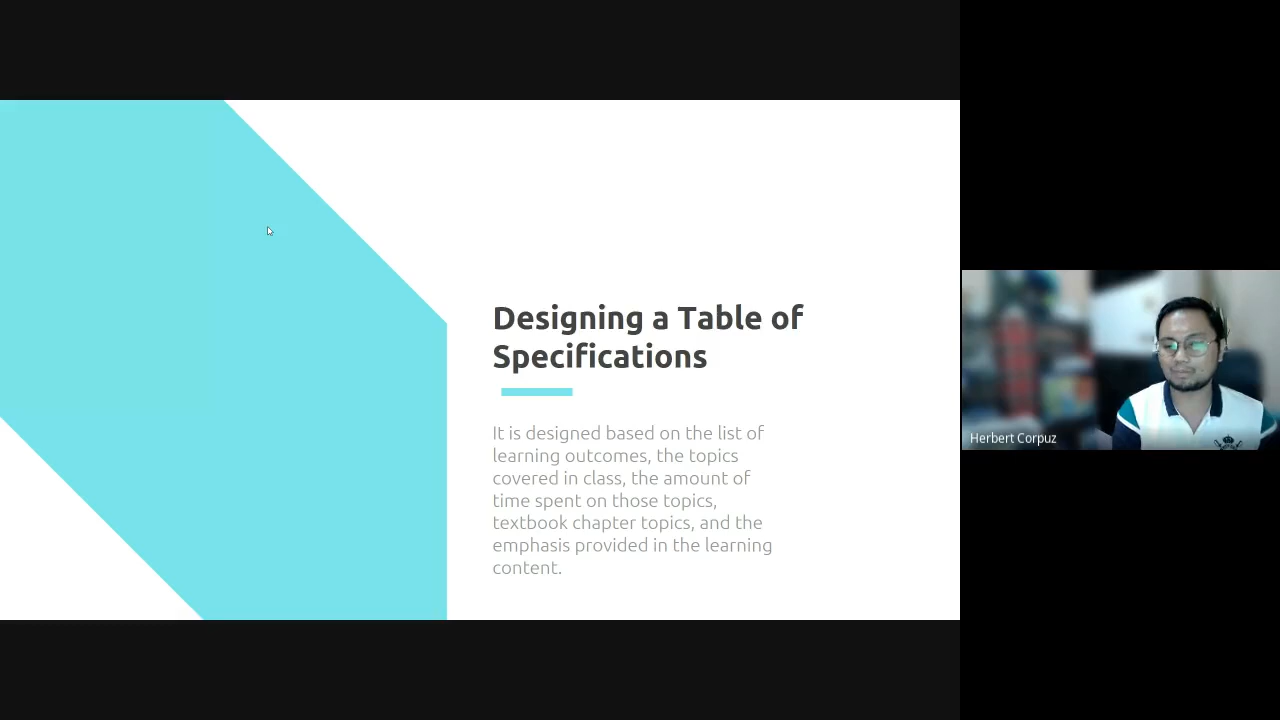 Designing a Table of
Specifications
It is designed based on the list of
learning outcomes, the topics
covered in class, the amount of
time spent on those topics,
textbook chapter topics, and the
emphasis provided in the learning
content.
Herbert Corpuz